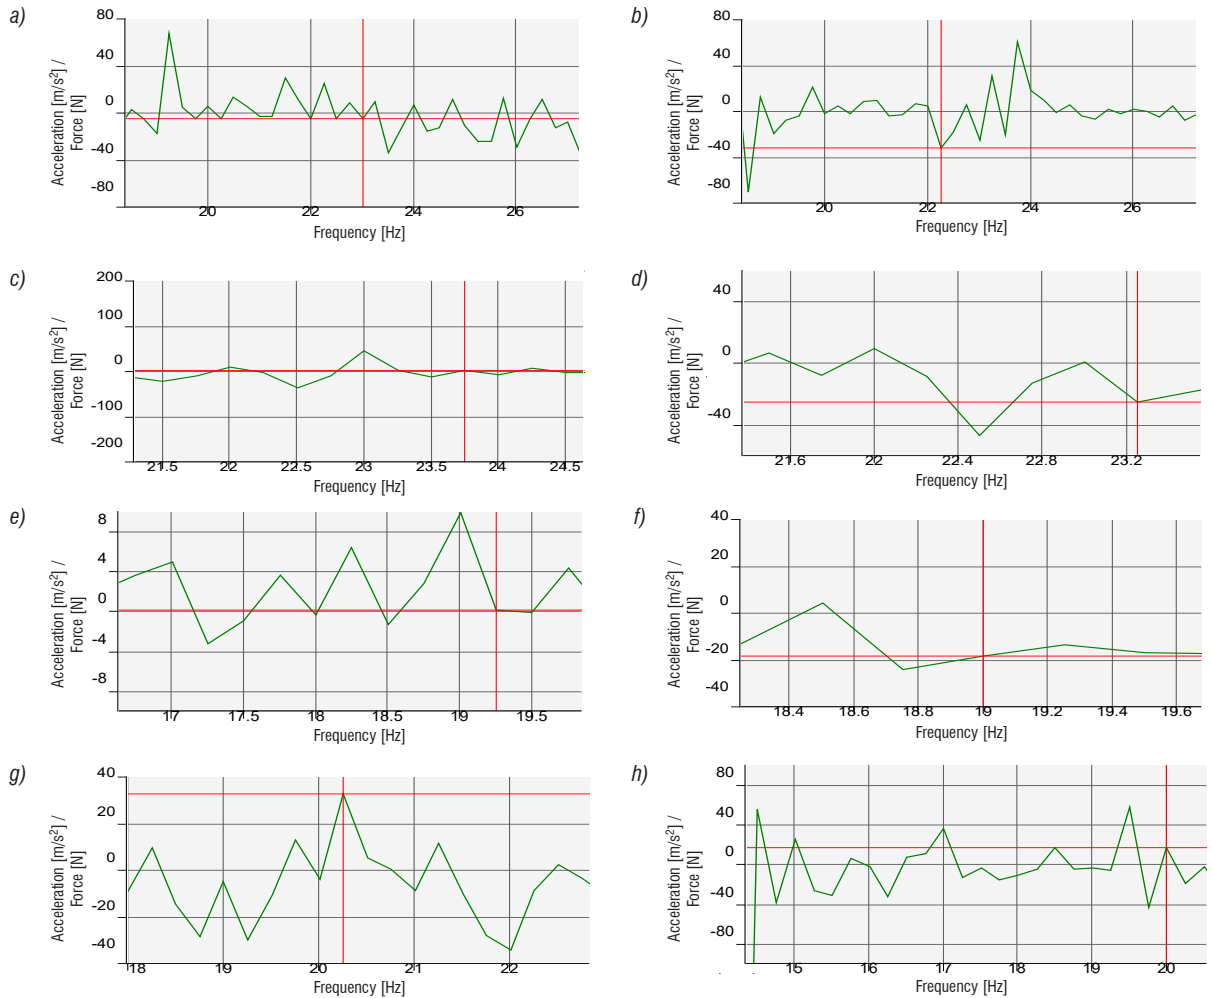 a)
80
40
0
-40
-80
Acceleration [m/s²] /
Force [N]
20 22 24 26
Frequency [Hz]
b)
80
40
0
-40
-80
Acceleration [m/s²] /
Force [N]
20 22 24 26
Frequency [Hz]
c)
200
100
0
-100
-200
Acceleration [m/s²] /
Force [N]
21.5 22 22.5 23 23.5 24 24.5
Frequency [Hz]
d)
40
0
-40
Acceleration [m/s²] /
Force [N]
21.6 22 22.4 22.8 23.2
Frequency [Hz]
e)
8
4
0
-4
-8
Acceleration [m/s²] /
Force [N]
17 17.5 18 18.5 19 19.5
Frequency [Hz]
f)
40
20
0
-20
-40
Acceleration [m/s²] /
Force [N]
18.4 18.6 18.8 19 19.2 19.4 19.6
Frequency [Hz]
g)
40
20
0
-20
-40
Acceleration [m/s²] /
Force [N]
18 19 20 21 22
Frequency [Hz]
h)
80
40
0
-40
-80
Acceleration [m/s²] /
Force [N]
15 16 17 18 19 20
Frequency [Hz]